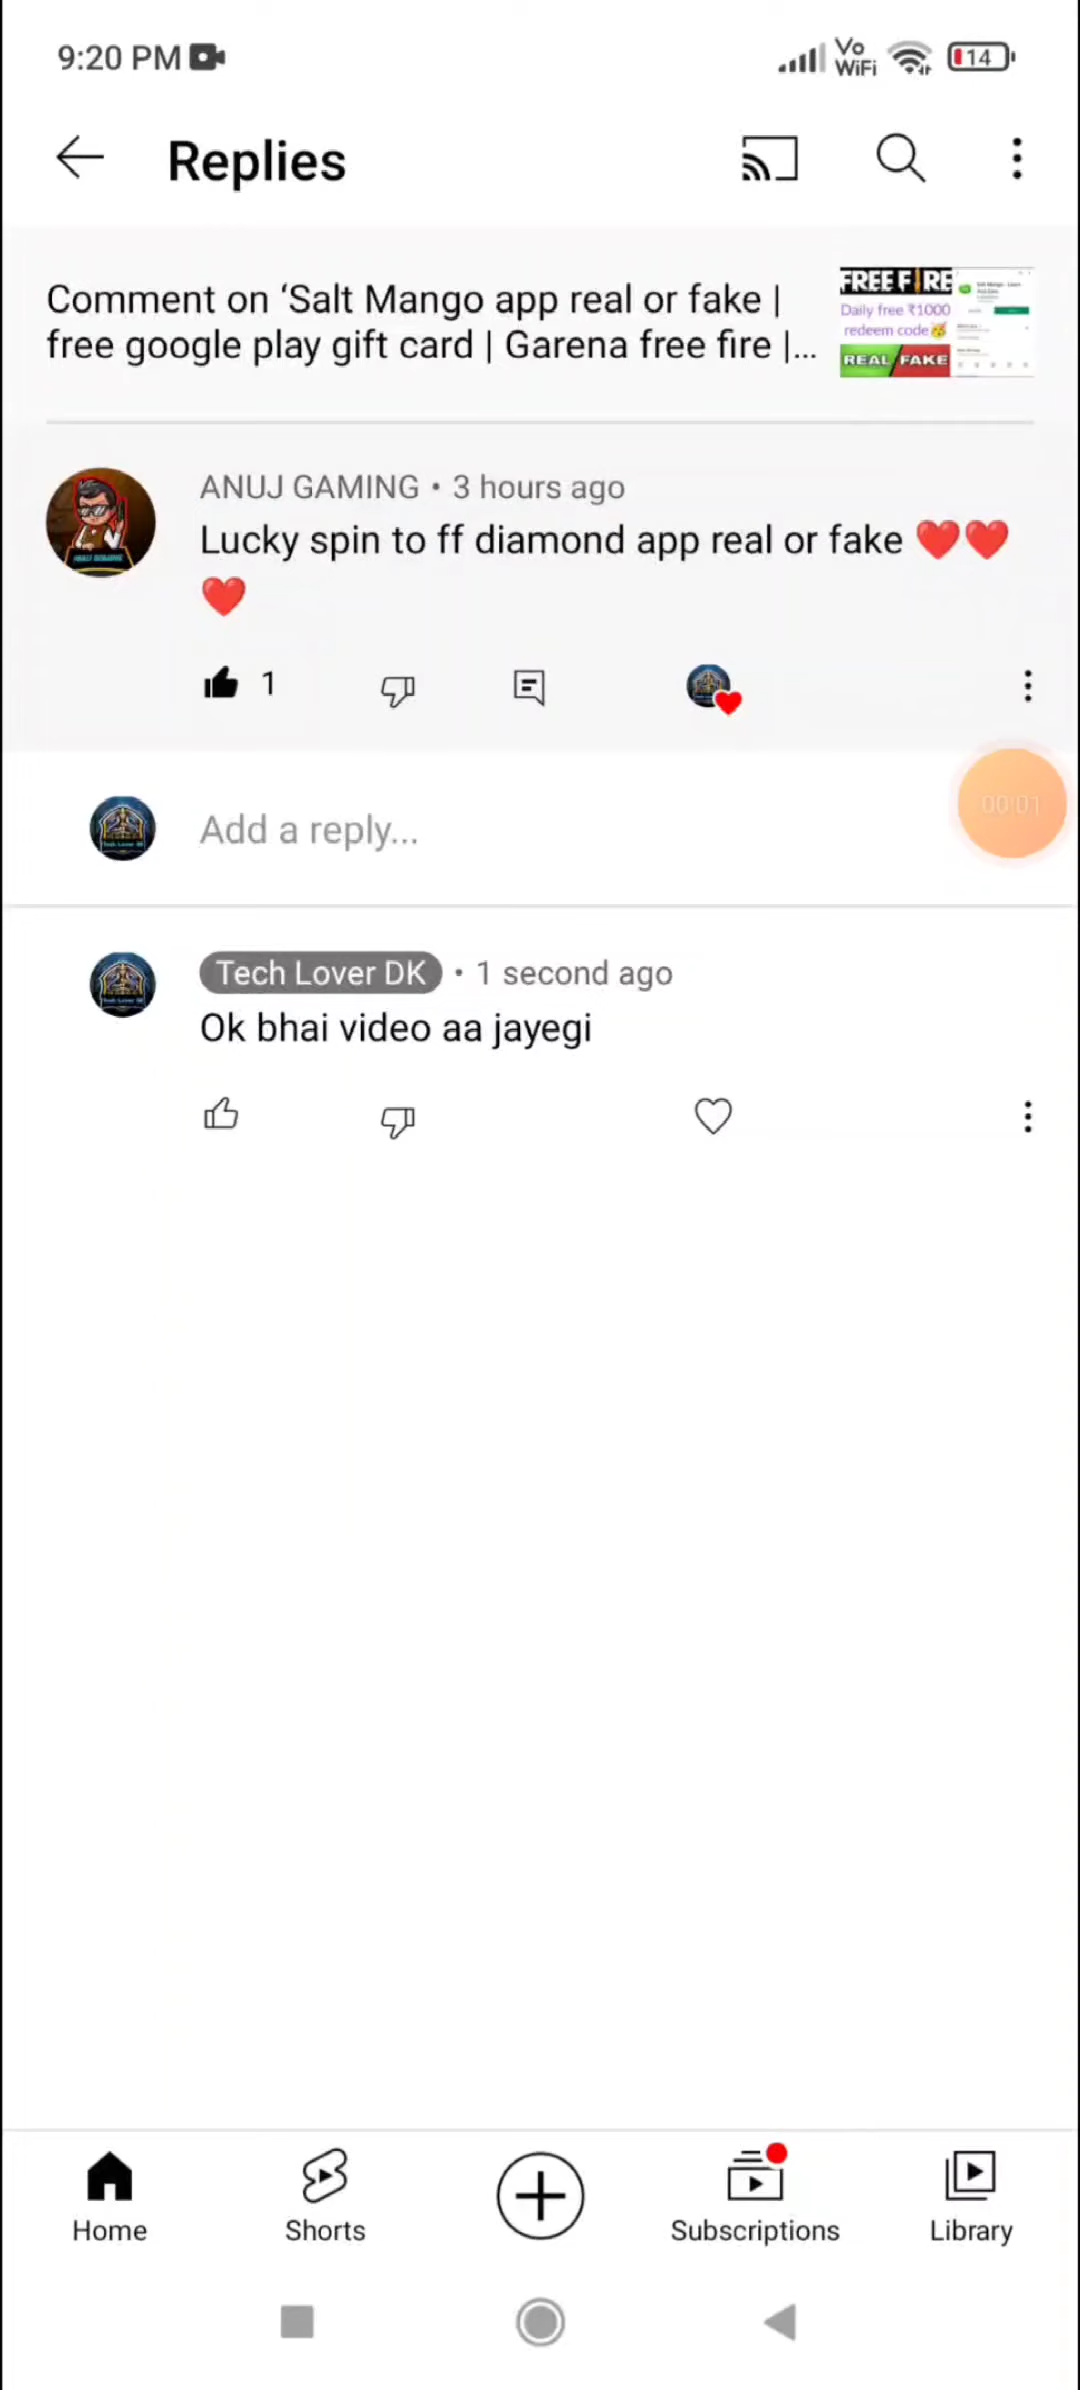 9:20 PM
Vo
WiFi
14
Replies
Comment on ‘Salt Mango app real or fake |
free google play gift card | Garena free fire |...
FREE FIRE
Daily free ₹1000
redeem code🥳
REAL FAKE
ANUJ GAMING • 3 hours ago
Lucky spin to ff diamond app real or fake ❤️❤️
❤️
1
Add a reply...
00:01
Tech Lover DK • 1 second ago
Ok bhai video aa jayegi
Home
Shorts
Subscriptions
Library